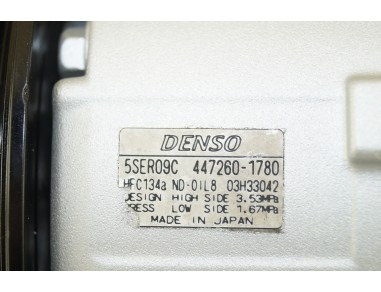 DENSO
5SER09C 447260-1780
HFC134a ND-OIL8 03H33042
DESIGN HIGH SIDE 3.53MPa
PRESS LOW SIDE 1.67MPa
MADE IN JAPAN